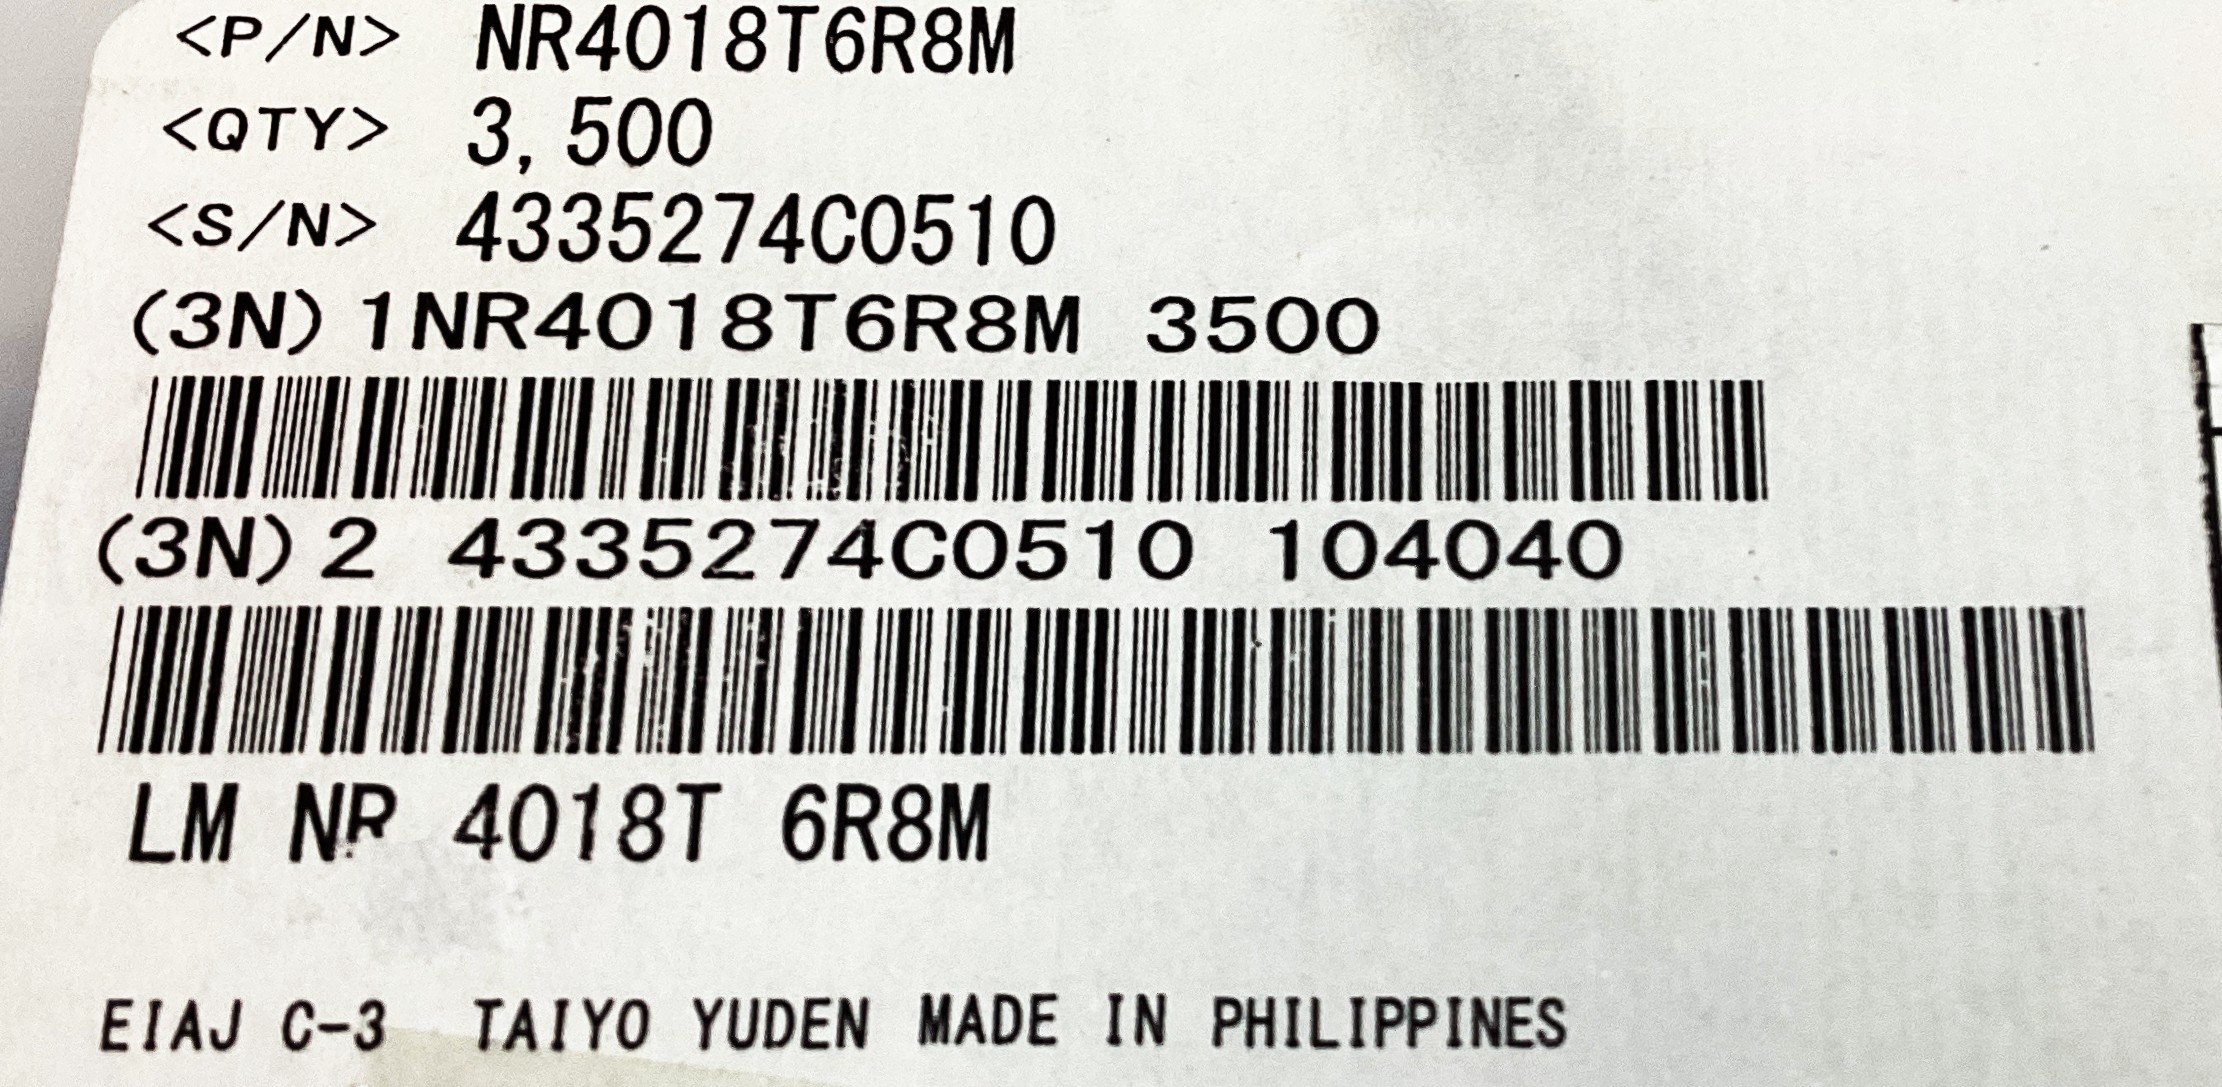 <P/N> NR4018T6R8M
<QTY> 3,500
<S/N> 4335274C0510
(3N)1NR4018T6R8M 3500
(3N)2 4335274C0510 104040
LM NR 4018T 6R8M
EIAJ C-3 TAIYO YUDEN MADE IN PHILIPPINES